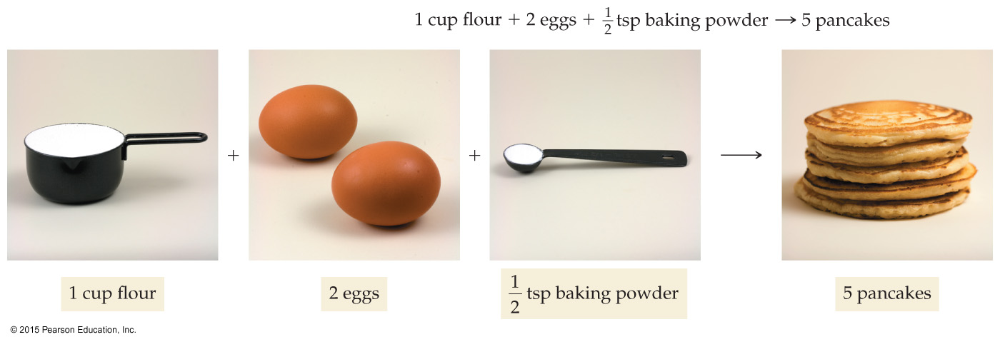 1 cup flour + 2 eggs + 1/2 tsp baking powder → 5 pancakes
+ + →
1 cup flour
2 eggs
1/2 tsp baking powder
5 pancakes
© 2015 Pearson Education, Inc.